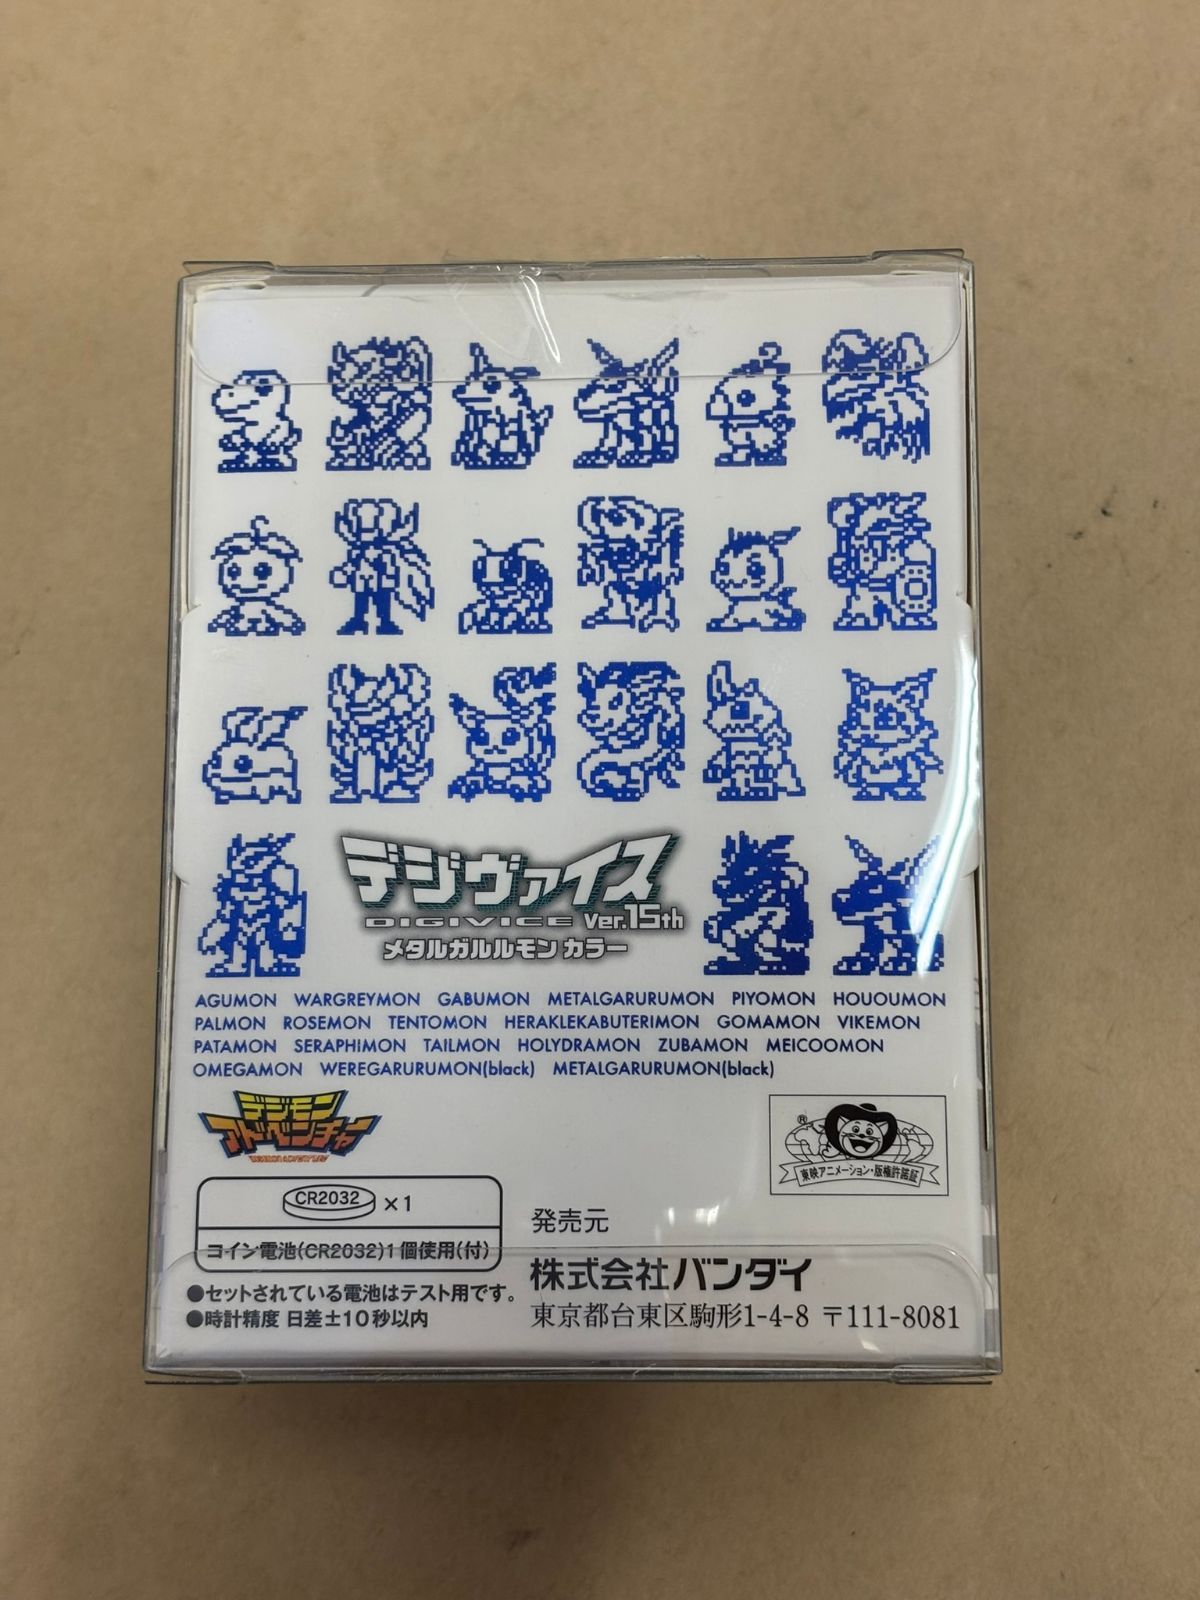 デジヴァイス
DIGIVICE Ver.15th
メタルガルルモン カラー
AGUMON WARGREYMON GABUMON METALGARURUMON PIYOMON HOUOUMON
PALMON ROSEMON TENTOMON HERAKLEKABUTERIMON GOMAMON VIKEMON
PATAMON SERAPHIMON TAILMON HOLYDRAMON ZUBAMON MEICOOMON
OMEGAMON WEREGARURUMON(black) METALGARURUMON(black)
デジモン
アドベンチャー
DIGIMON ADVENTURE
®
東映アニメーション・版権許諾証
CR2032 ×1
コイン電池(CR2032)1個使用(付)
●セットされている電池はテスト用です。
●時計精度 日差±10秒以内
発売元
株式会社バンダイ
東京都台東区駒形1-4-8 〒111-8081